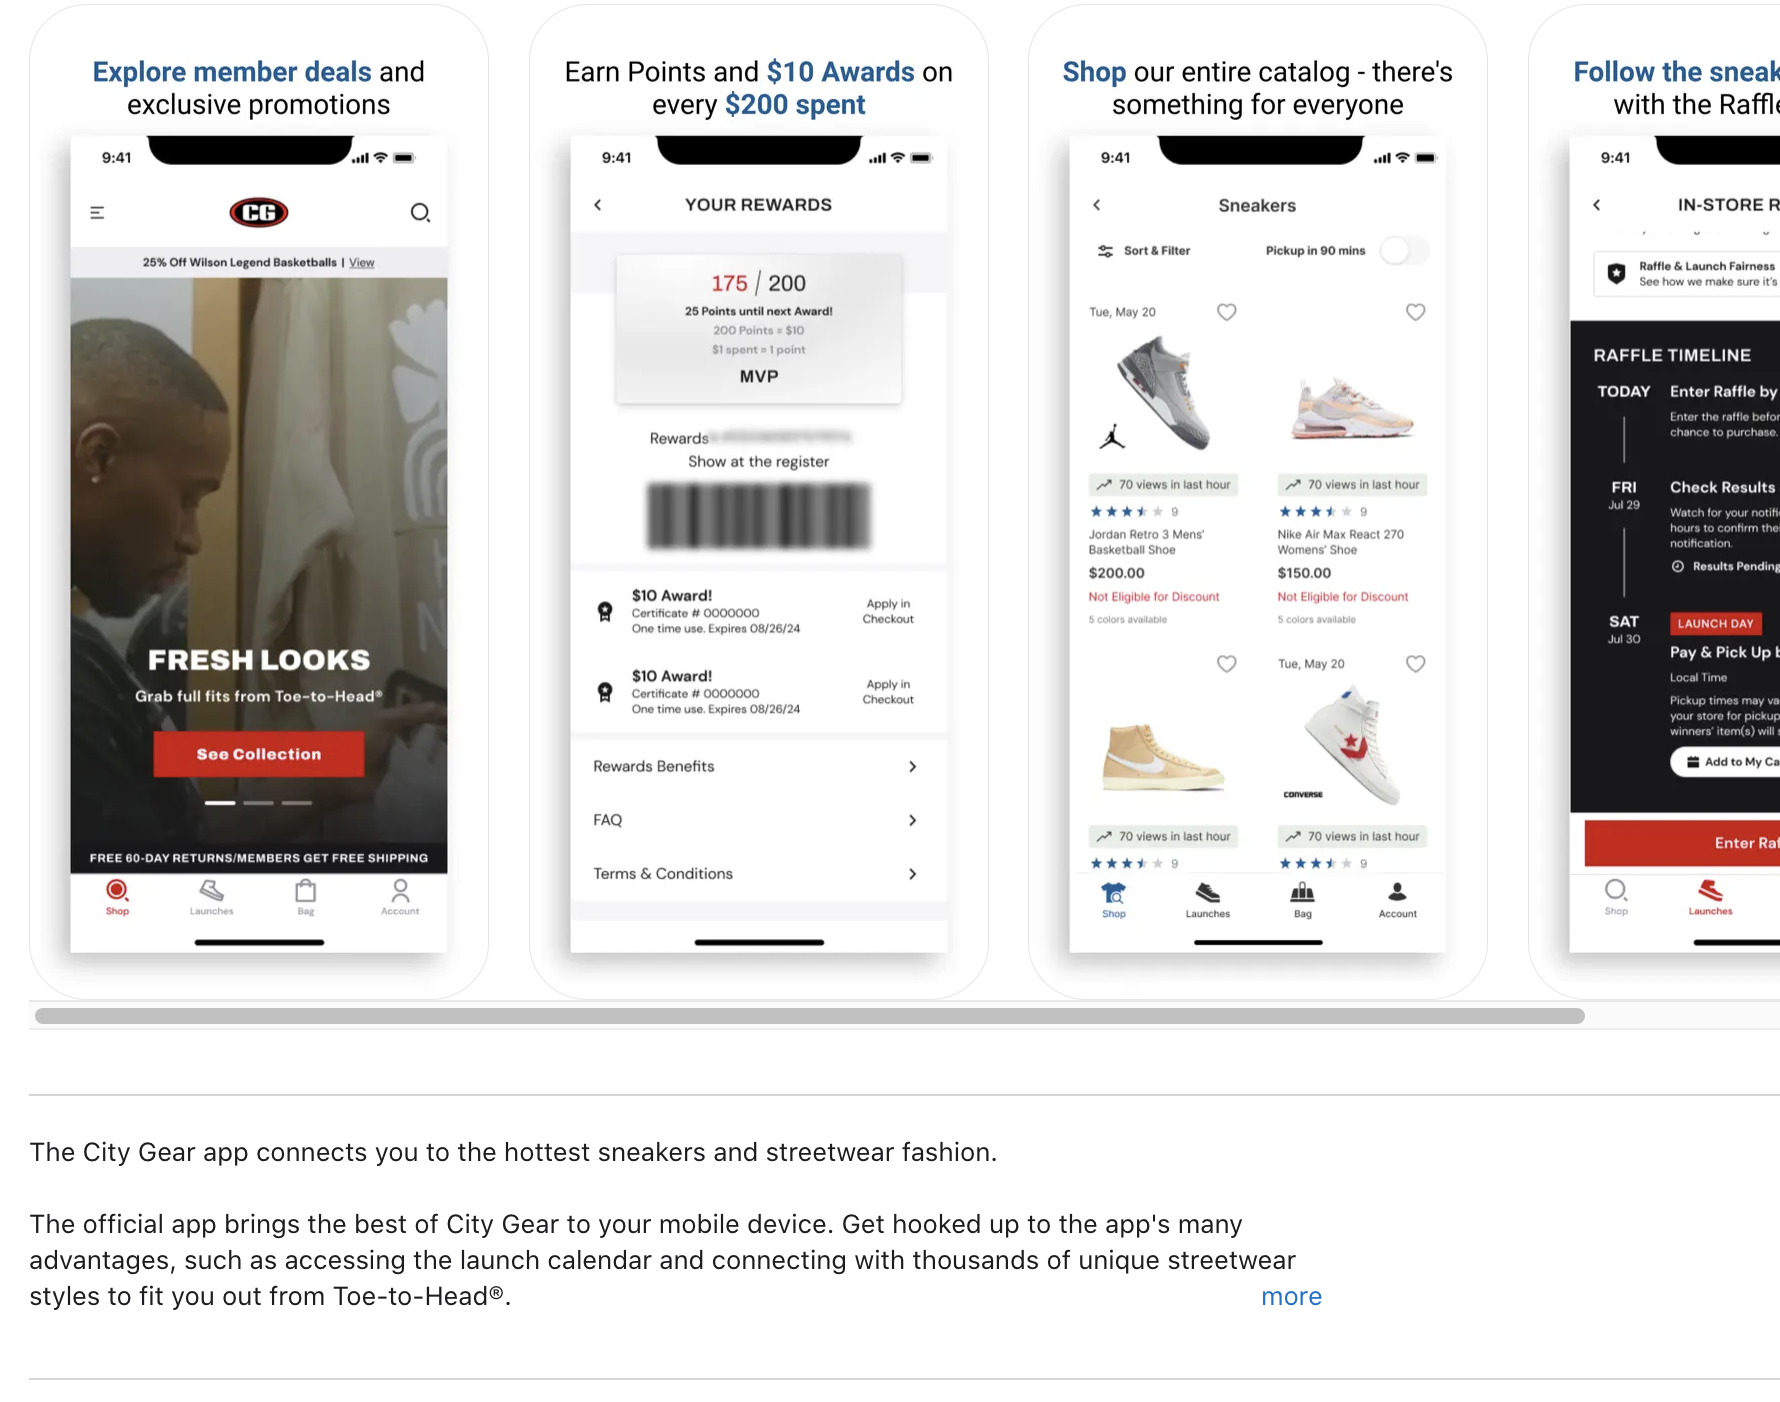 Explore member deals and
exclusive promotions
9:41
CG
25% Off Wilson Legend Basketballs | View
FRESH LOOKS
Grab full fits from Toe-to-Head®
See Collection
FREE 60-DAY RETURNS/MEMBERS GET FREE SHIPPING
Shop
Launches
Bag
Account
Earn Points and $10 Awards on
every $200 spent
9:41
YOUR REWARDS
175 / 200
25 Points until next Award!
200 Points = $10
$1 spent = 1 point
MVP
Rewards
Show at the register
$10 Award!
Certificate # 0000000
One time use. Expires 08/26/24
Apply in
Checkout
$10 Award!
Certificate # 0000000
One time use. Expires 08/26/24
Apply in
Checkout
Rewards Benefits
FAQ
Terms & Conditions
Shop our entire catalog - there's
something for everyone
9:41
Sneakers
Sort & Filter
Pickup in 90 mins
Tue, May 20
70 views in last hour
9
Jordan Retro 3 Mens'
Basketball Shoe
$200.00
Not Eligible for Discount
5 colors available
70 views in last hour
9
Nike Air Max React 270
Womens' Shoe
$150.00
Not Eligible for Discount
5 colors available
70 views in last hour
9
Tue, May 20
CONVERSE
70 views in last hour
9
Shop
Launches
Bag
Account
Follow the
with the
9:41
IN-STORE
Raffle & Launch Fairness
See how we make sure it's
RAFFLE TIMELINE
TODAY
Enter Raffle by
Enter the raffle
chance to purchase.
FRI
Jul 29
Check Results
Watch for your
hours to confirm
notification.
Results Pending
SAT
Jul 30
LAUNCH DAY
Pay & Pick Up
Local Time
Pickup times may
your store for pickup
winners' item(s) will
Add to My
Enter
Shop
Launches
The City Gear app connects you to the hottest sneakers and streetwear fashion.
The official app brings the best of City Gear to your mobile device. Get hooked up to the app's many
advantages, such as accessing the launch calendar and connecting with thousands of unique streetwear
styles to fit you out from Toe-to-Head®.
more